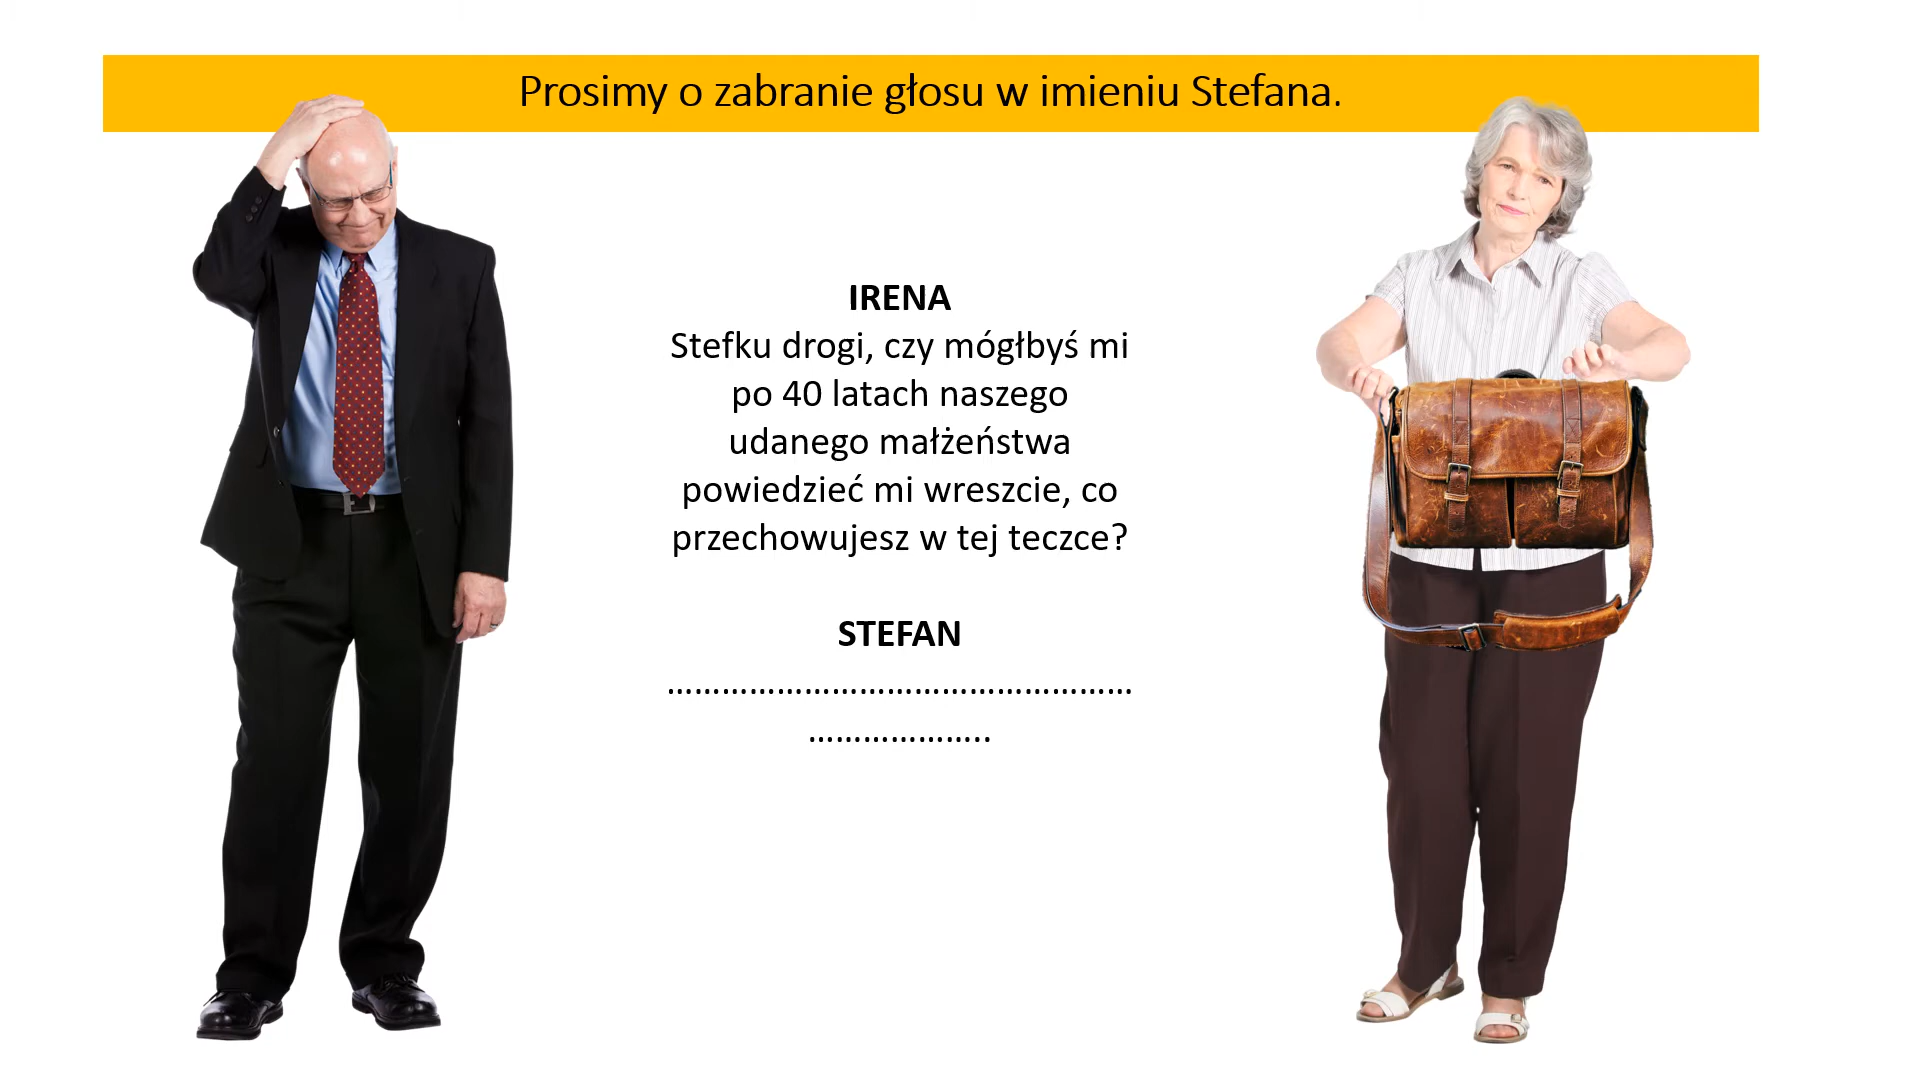 Prosimy o zabranie głosu w imieniu Stefana.
IRENA
Stefku drogi, czy mógłbyś mi
po 40 latach naszego
udanego małżeństwa
powiedzieć mi wreszcie, co
przechowujesz w tej teczce?
STEFAN
……………………………………………
………………..